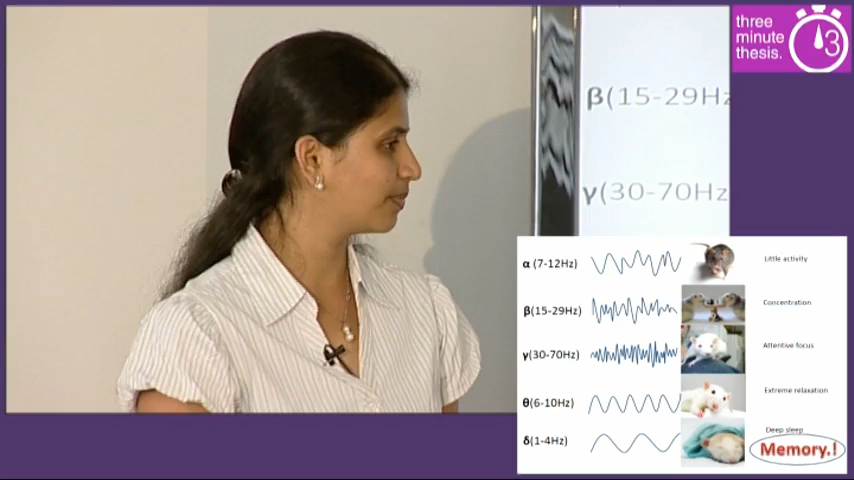 three
minute
thesis. 3
β(15-29Hz
γ(30-70Hz
α (7-12Hz) Little activity
β(15-29Hz) Concentration
γ(30-70Hz) Attentive focus
θ(6-10Hz) Extreme relaxation
δ(1-4Hz) Deep sleep
Memory.!